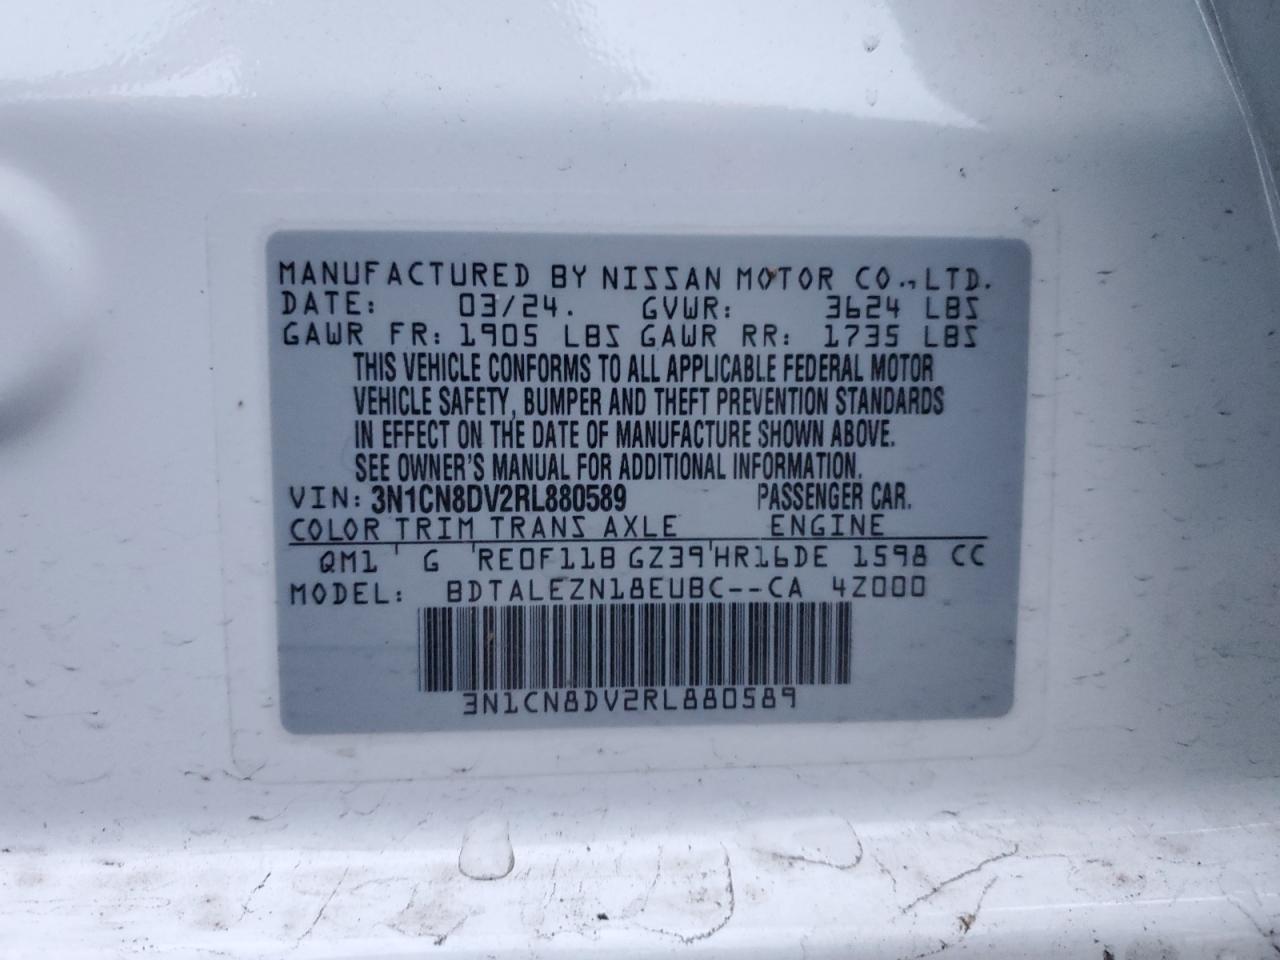 MANUFACTURED BY NISSAN MOTOR CO., LTD.
DATE: 03/24. GVWR: 3624 LBS
GAWR FR: 1905 LBS GAWR RR: 1735 LBS
THIS VEHICLE CONFORMS TO ALL APPLICABLE FEDERAL MOTOR
VEHICLE SAFETY, BUMPER AND THEFT PREVENTION STANDARDS
IN EFFECT ON THE DATE OF MANUFACTURE SHOWN ABOVE.
SEE OWNER'S MANUAL FOR ADDITIONAL INFORMATION.
VIN: 3N1CN8DV2RL880589 PASSENGER CAR.
COLOR TRIM TRANS AXLE ENGINE
QM1 ' G 'RE0F11B GZ39'HR16DE 1598 CC
MODEL: BDTALEZN18EUBC--CA 4Z000
3N1CN8DV2RL880589